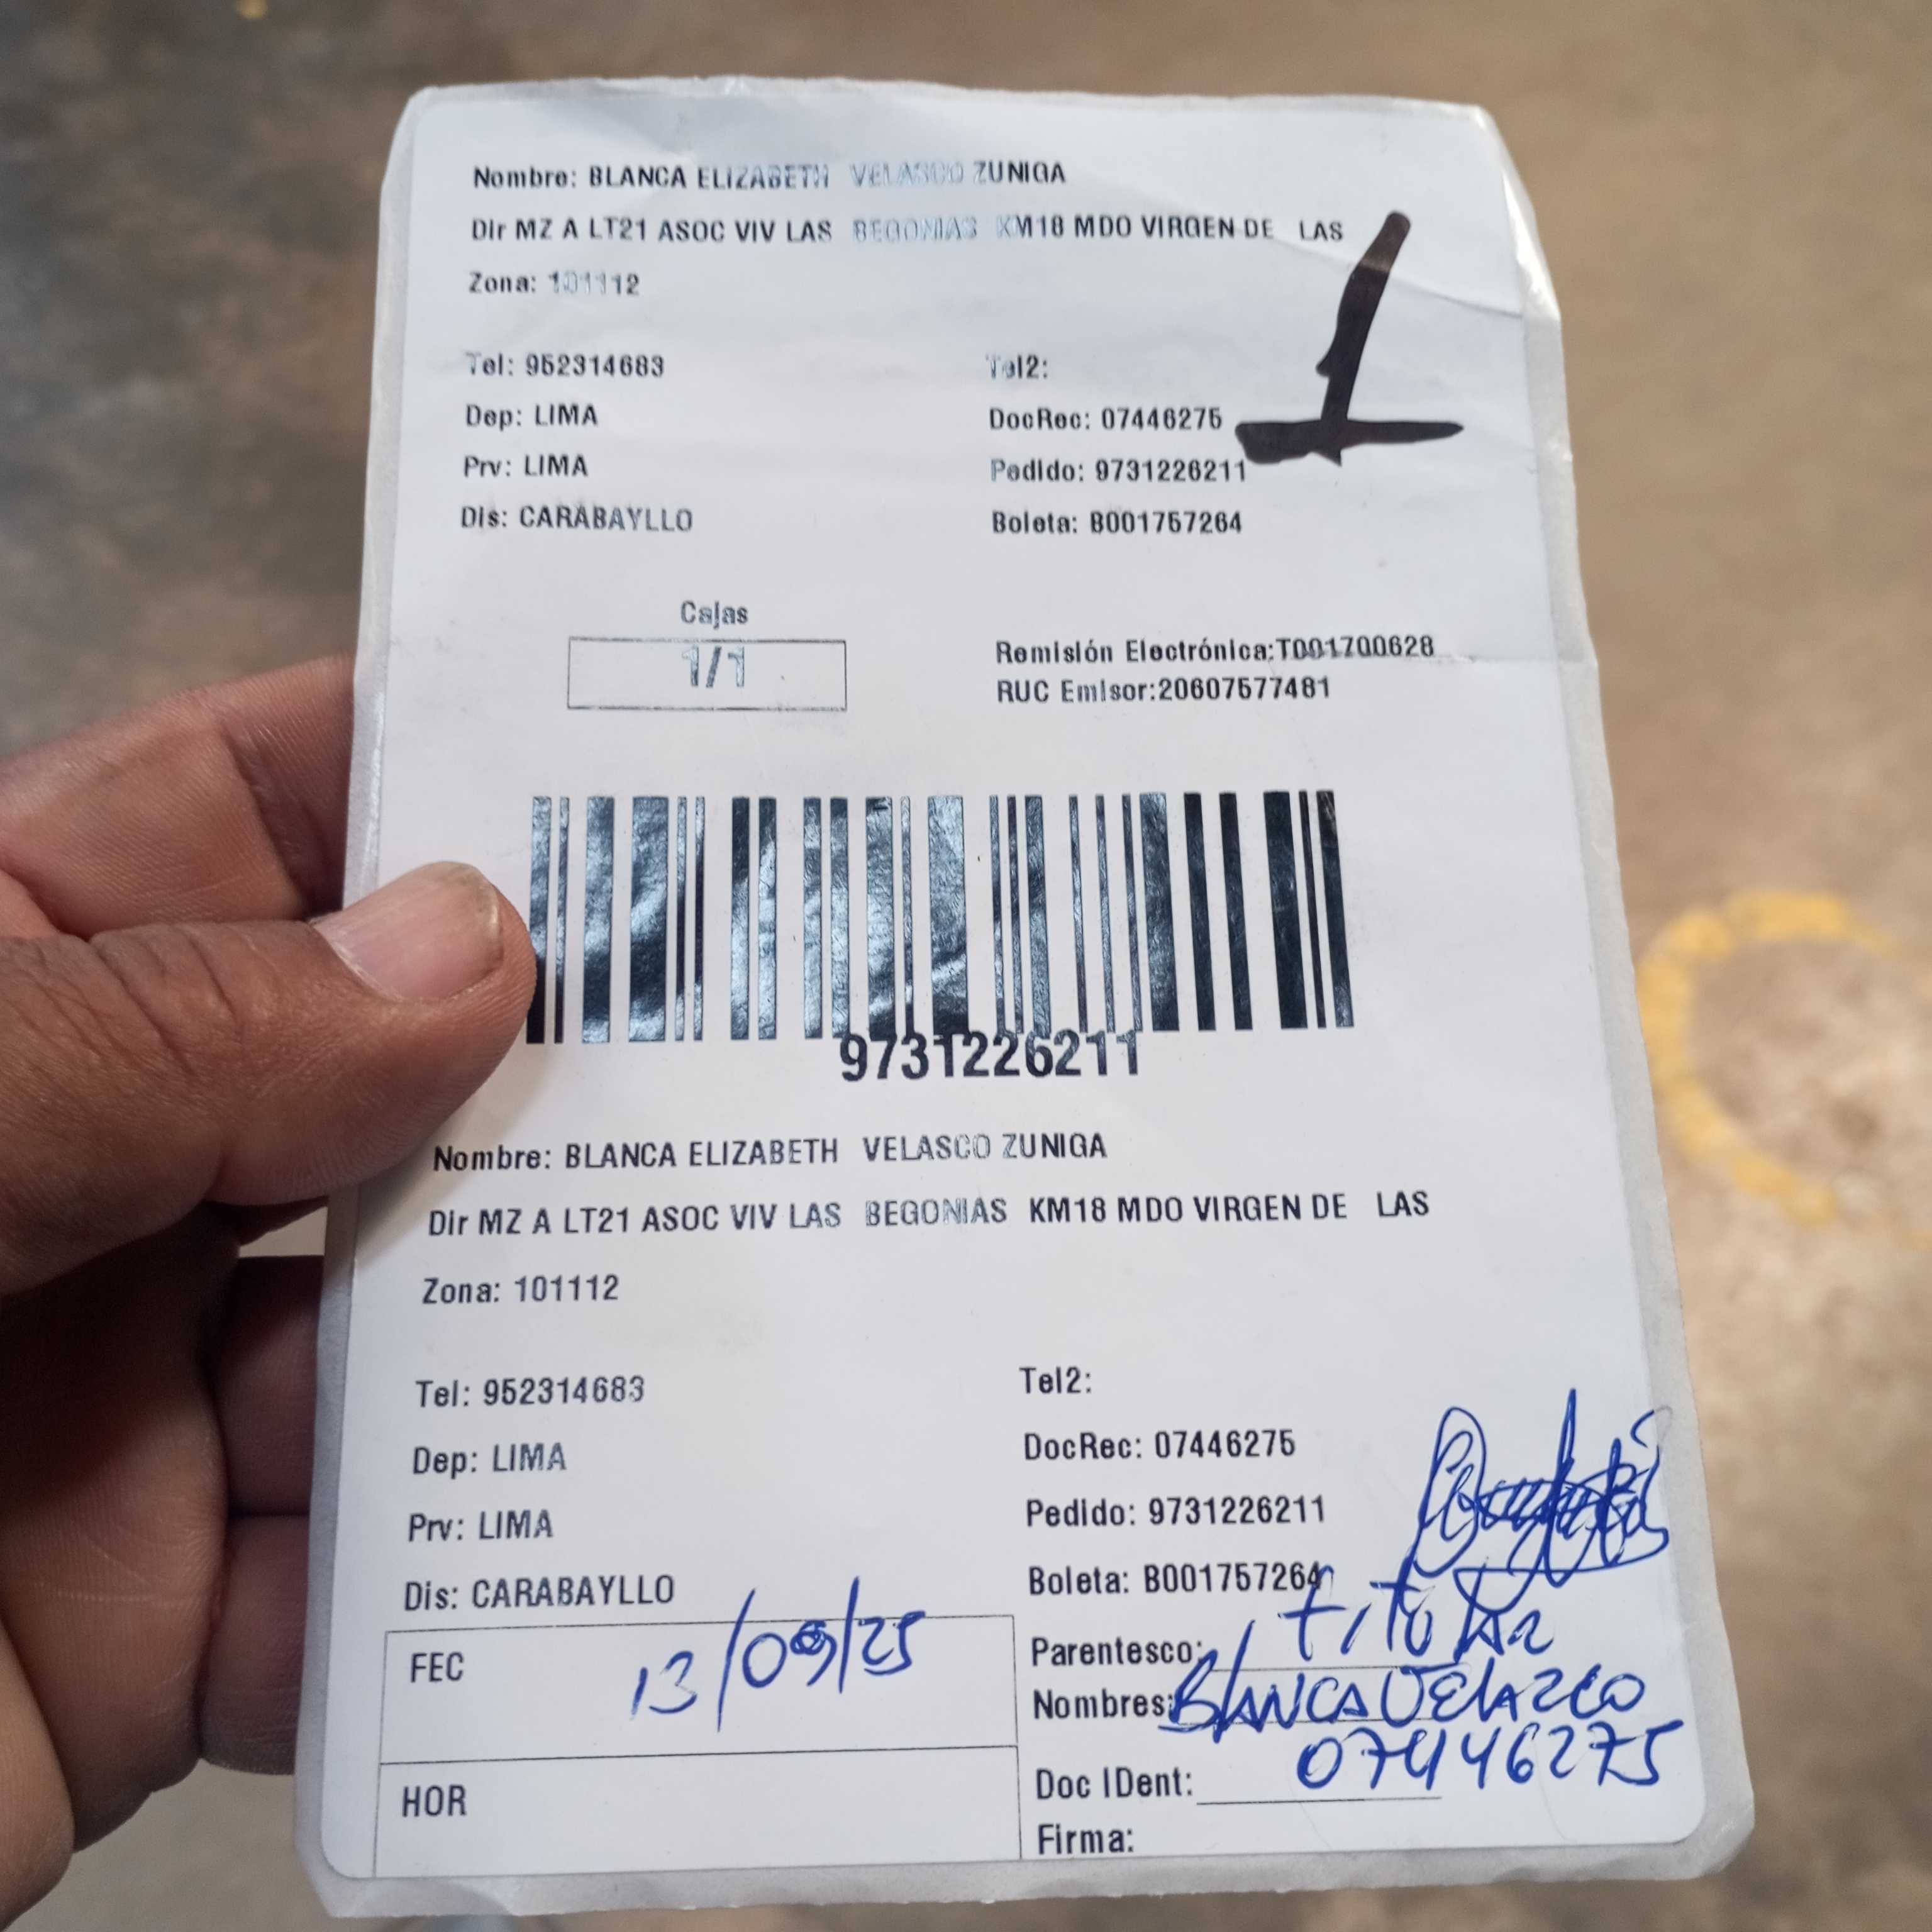 Nombre: BLANCA ELIZABETH VELASCO ZUNIGA
Dir MZ A LT21 ASOC VIV LAS BEGONIAS KM18 MDO VIRGEN DE LAS
Zona: 101112
1
Tel: 952314683 Tel2:
Dep: LIMA DocRec: 07446275
Prv: LIMA Pedido: 9731226211
Dis: CARABAYLLO Boleta: B001757264
Cajas
1/1
Remisión Electrónica:T001700628
RUC Emisor:20607577481
9731226211
Nombre: BLANCA ELIZABETH VELASCO ZUNIGA
Dir MZ A LT21 ASOC VIV LAS BEGONIAS KM18 MDO VIRGEN DE LAS
Zona: 101112
Tel: 952314683 Tel2:
Dep: LIMA DocRec: 07446275
Prv: LIMA Pedido: 9731226211
Dis: CARABAYLLO Boleta: B001757264
FEC 13/09/25
HOR
Parentesco: titular
Nombres: Blanca Velazco
Doc IDent: 07446275
Firma: